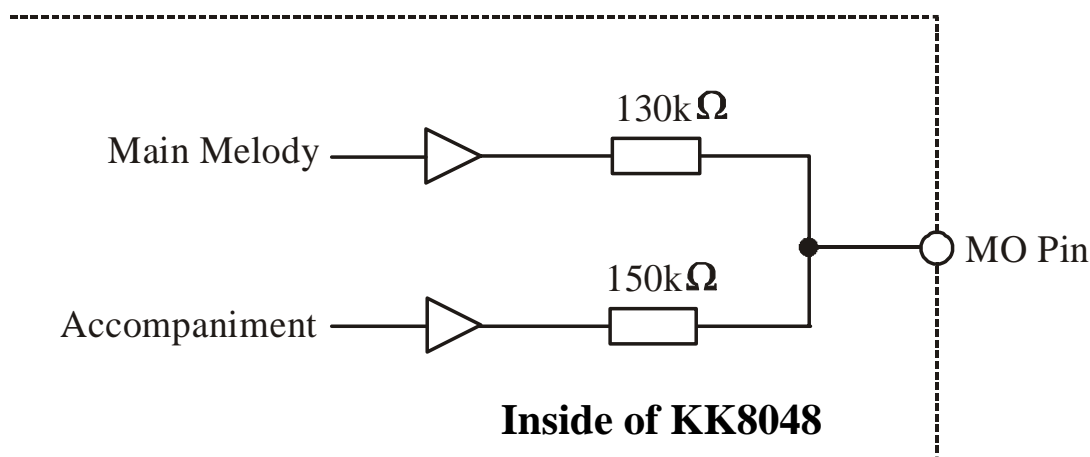 130kΩ
Main Melody
MO Pin
150kΩ
Accompaniment
Inside of KK8048